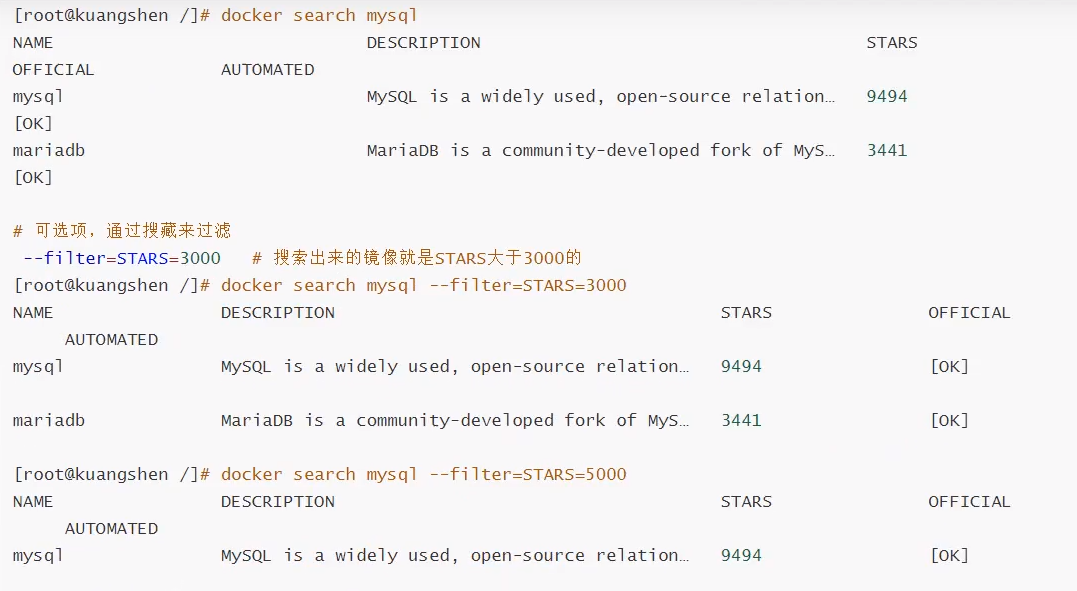 [root@kuangshen /]# docker search mysql
NAME DESCRIPTION STARS
OFFICIAL AUTOMATED
mysql MySQL is a widely used, open-source relation… 9494
[OK]
mariadb MariaDB is a community-developed fork of MyS… 3441
[OK]
# 可选项，通过搜藏来过滤
--filter=STARS=3000 # 搜索出来的镜像就是STARS大于3000的
[root@kuangshen /]# docker search mysql --filter=STARS=3000
NAME DESCRIPTION STARS OFFICIAL
AUTOMATED
mysql MySQL is a widely used, open-source relation… 9494 [OK]
mariadb MariaDB is a community-developed fork of MyS… 3441 [OK]
[root@kuangshen /]# docker search mysql --filter=STARS=5000
NAME DESCRIPTION STARS OFFICIAL
AUTOMATED
mysql MySQL is a widely used, open-source relation… 9494 [OK]